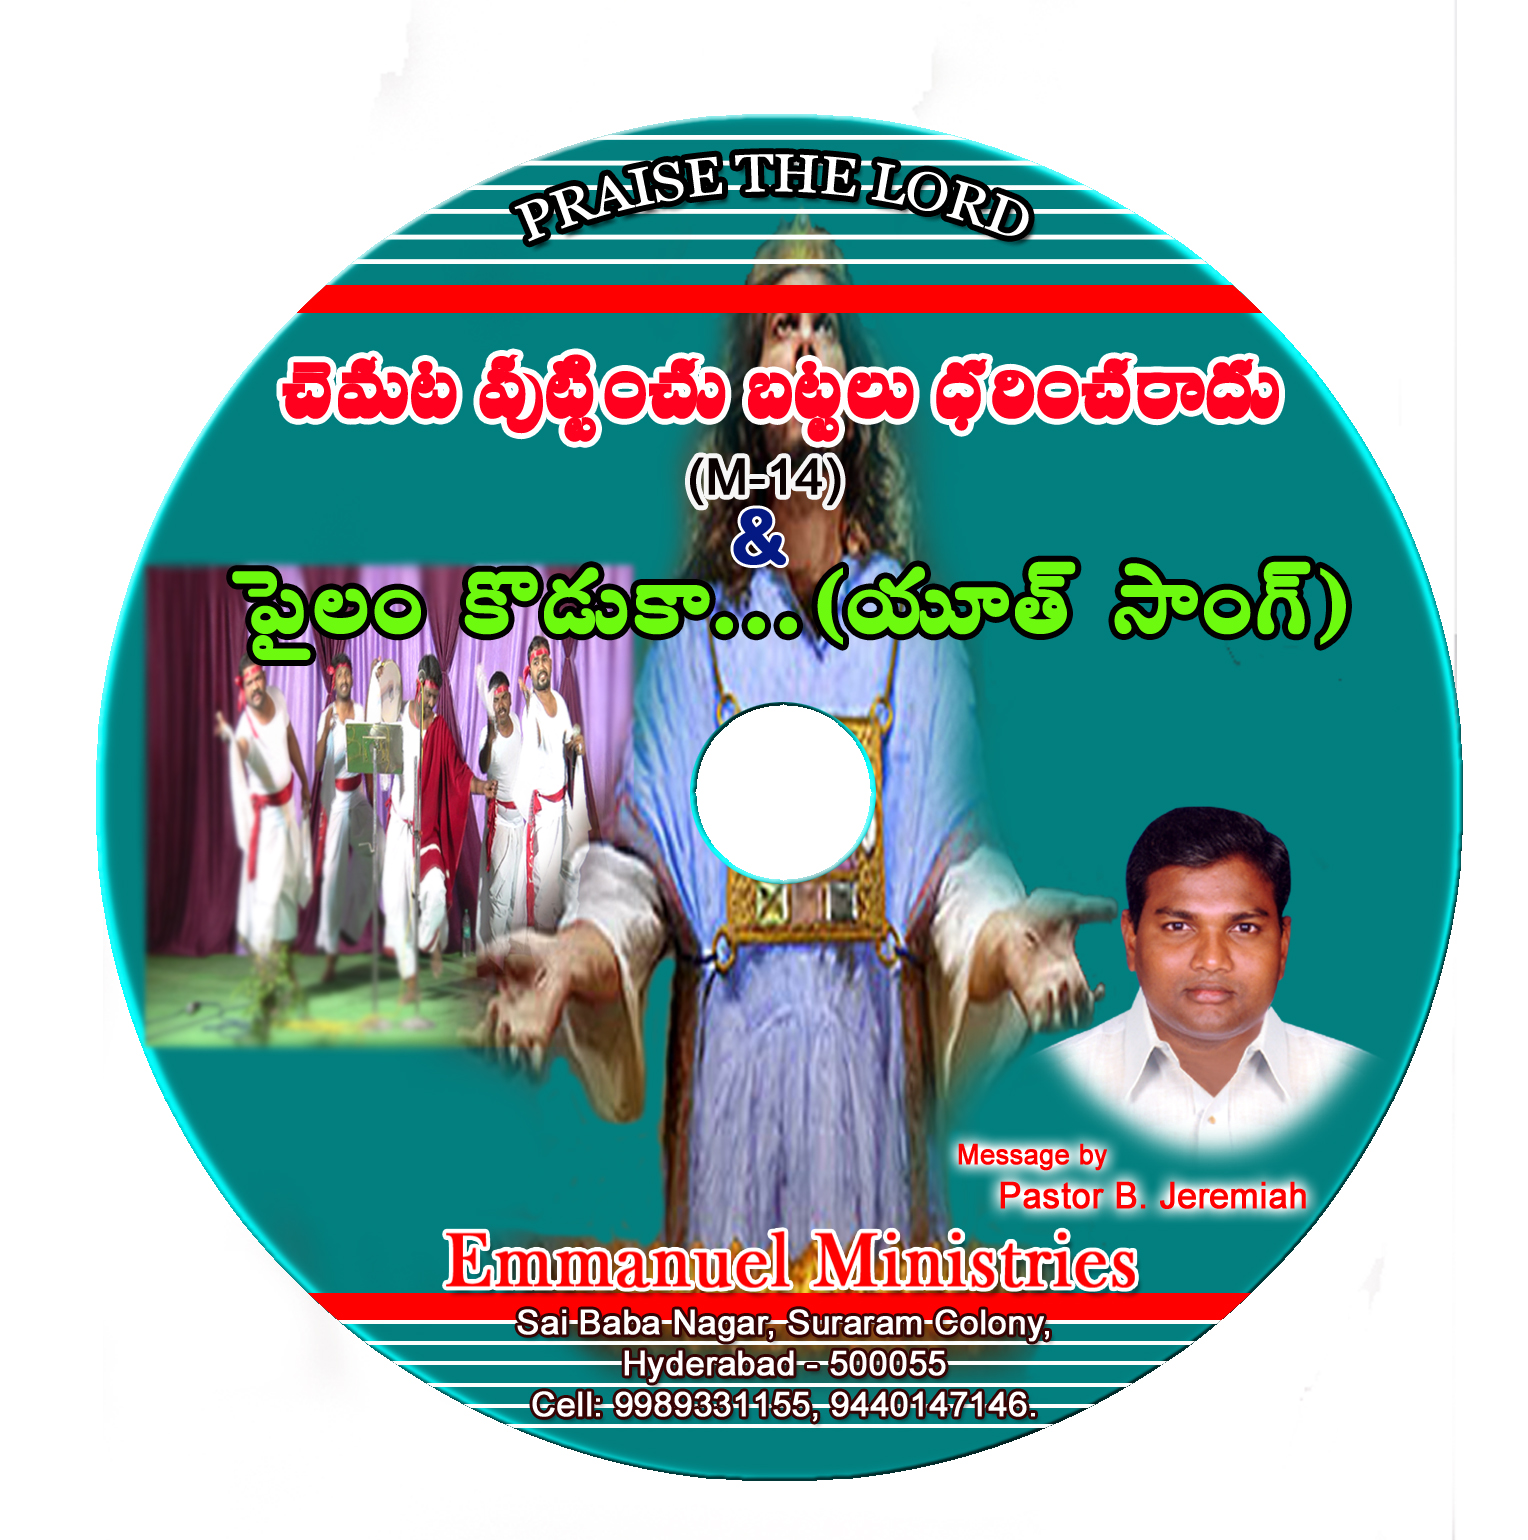 PRAISE THE LORD
చెమట పుట్టించు బట్టలు ధరించరాదు
(M-14)
&
పైలం కొడుకా...(యూత్ సాంగ్)
Message by
Pastor B. Jeremiah
Emmanuel Ministries
Sai Baba Nagar, Suraram Colony,
Hyderabad - 500055
Cell: 9989331155, 9440147146.